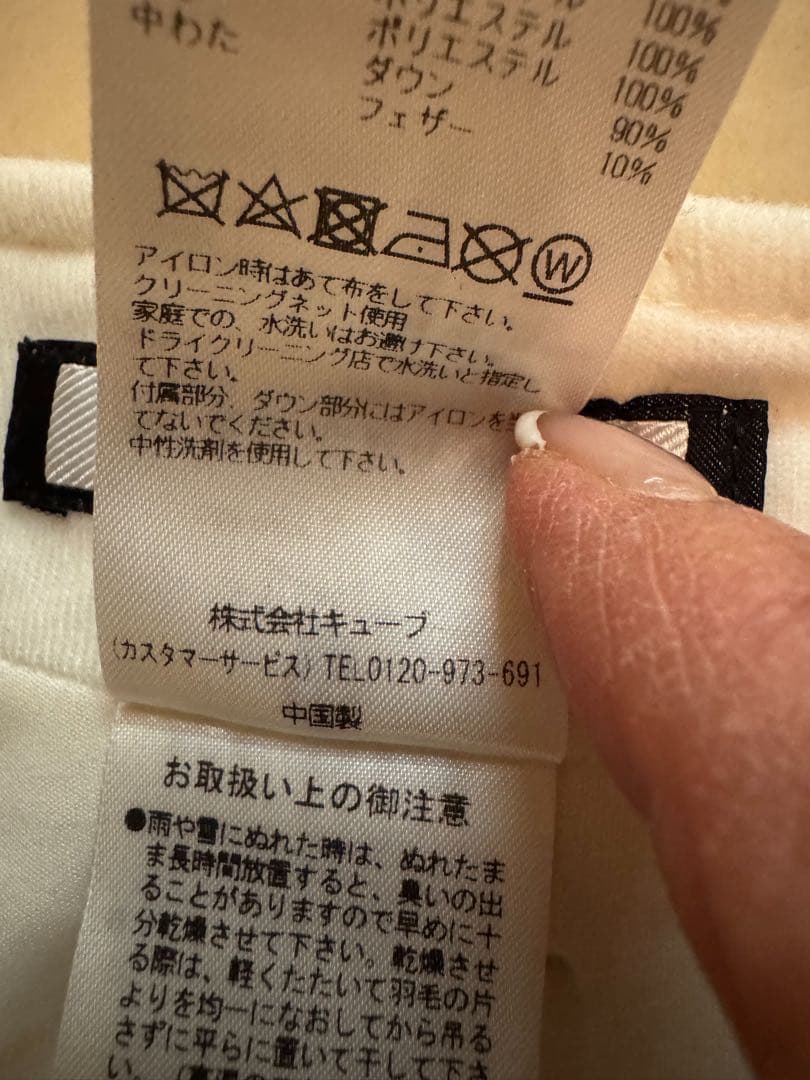 ポリエステル 100%
中わた ポリエステル 100%
ダウン 90%
フェザー 10%
W
アイロン時はあて布をして下さい。
クリーニングネット使用
家庭での、水洗いはお避け下さい。
ドライクリーニング店で水洗いと指定し
て下さい。
付属部分、ダウン部分にはアイロンを当
てないでください。
中性洗剤を使用して下さい。
株式会社キューブ
(カスタマーサービス) TEL0120-973-691
中国製
お取扱い上の御注意
●雨や雪にぬれた時は、ぬれたま
ま長時間放置すると、臭いの出
ることがありますので早めに十
分乾燥させて下さい。乾燥させ
る際は、軽くたたいて羽毛の片
よりを均一になおしてから吊る
さずに平らに置いて干して下さ
い。